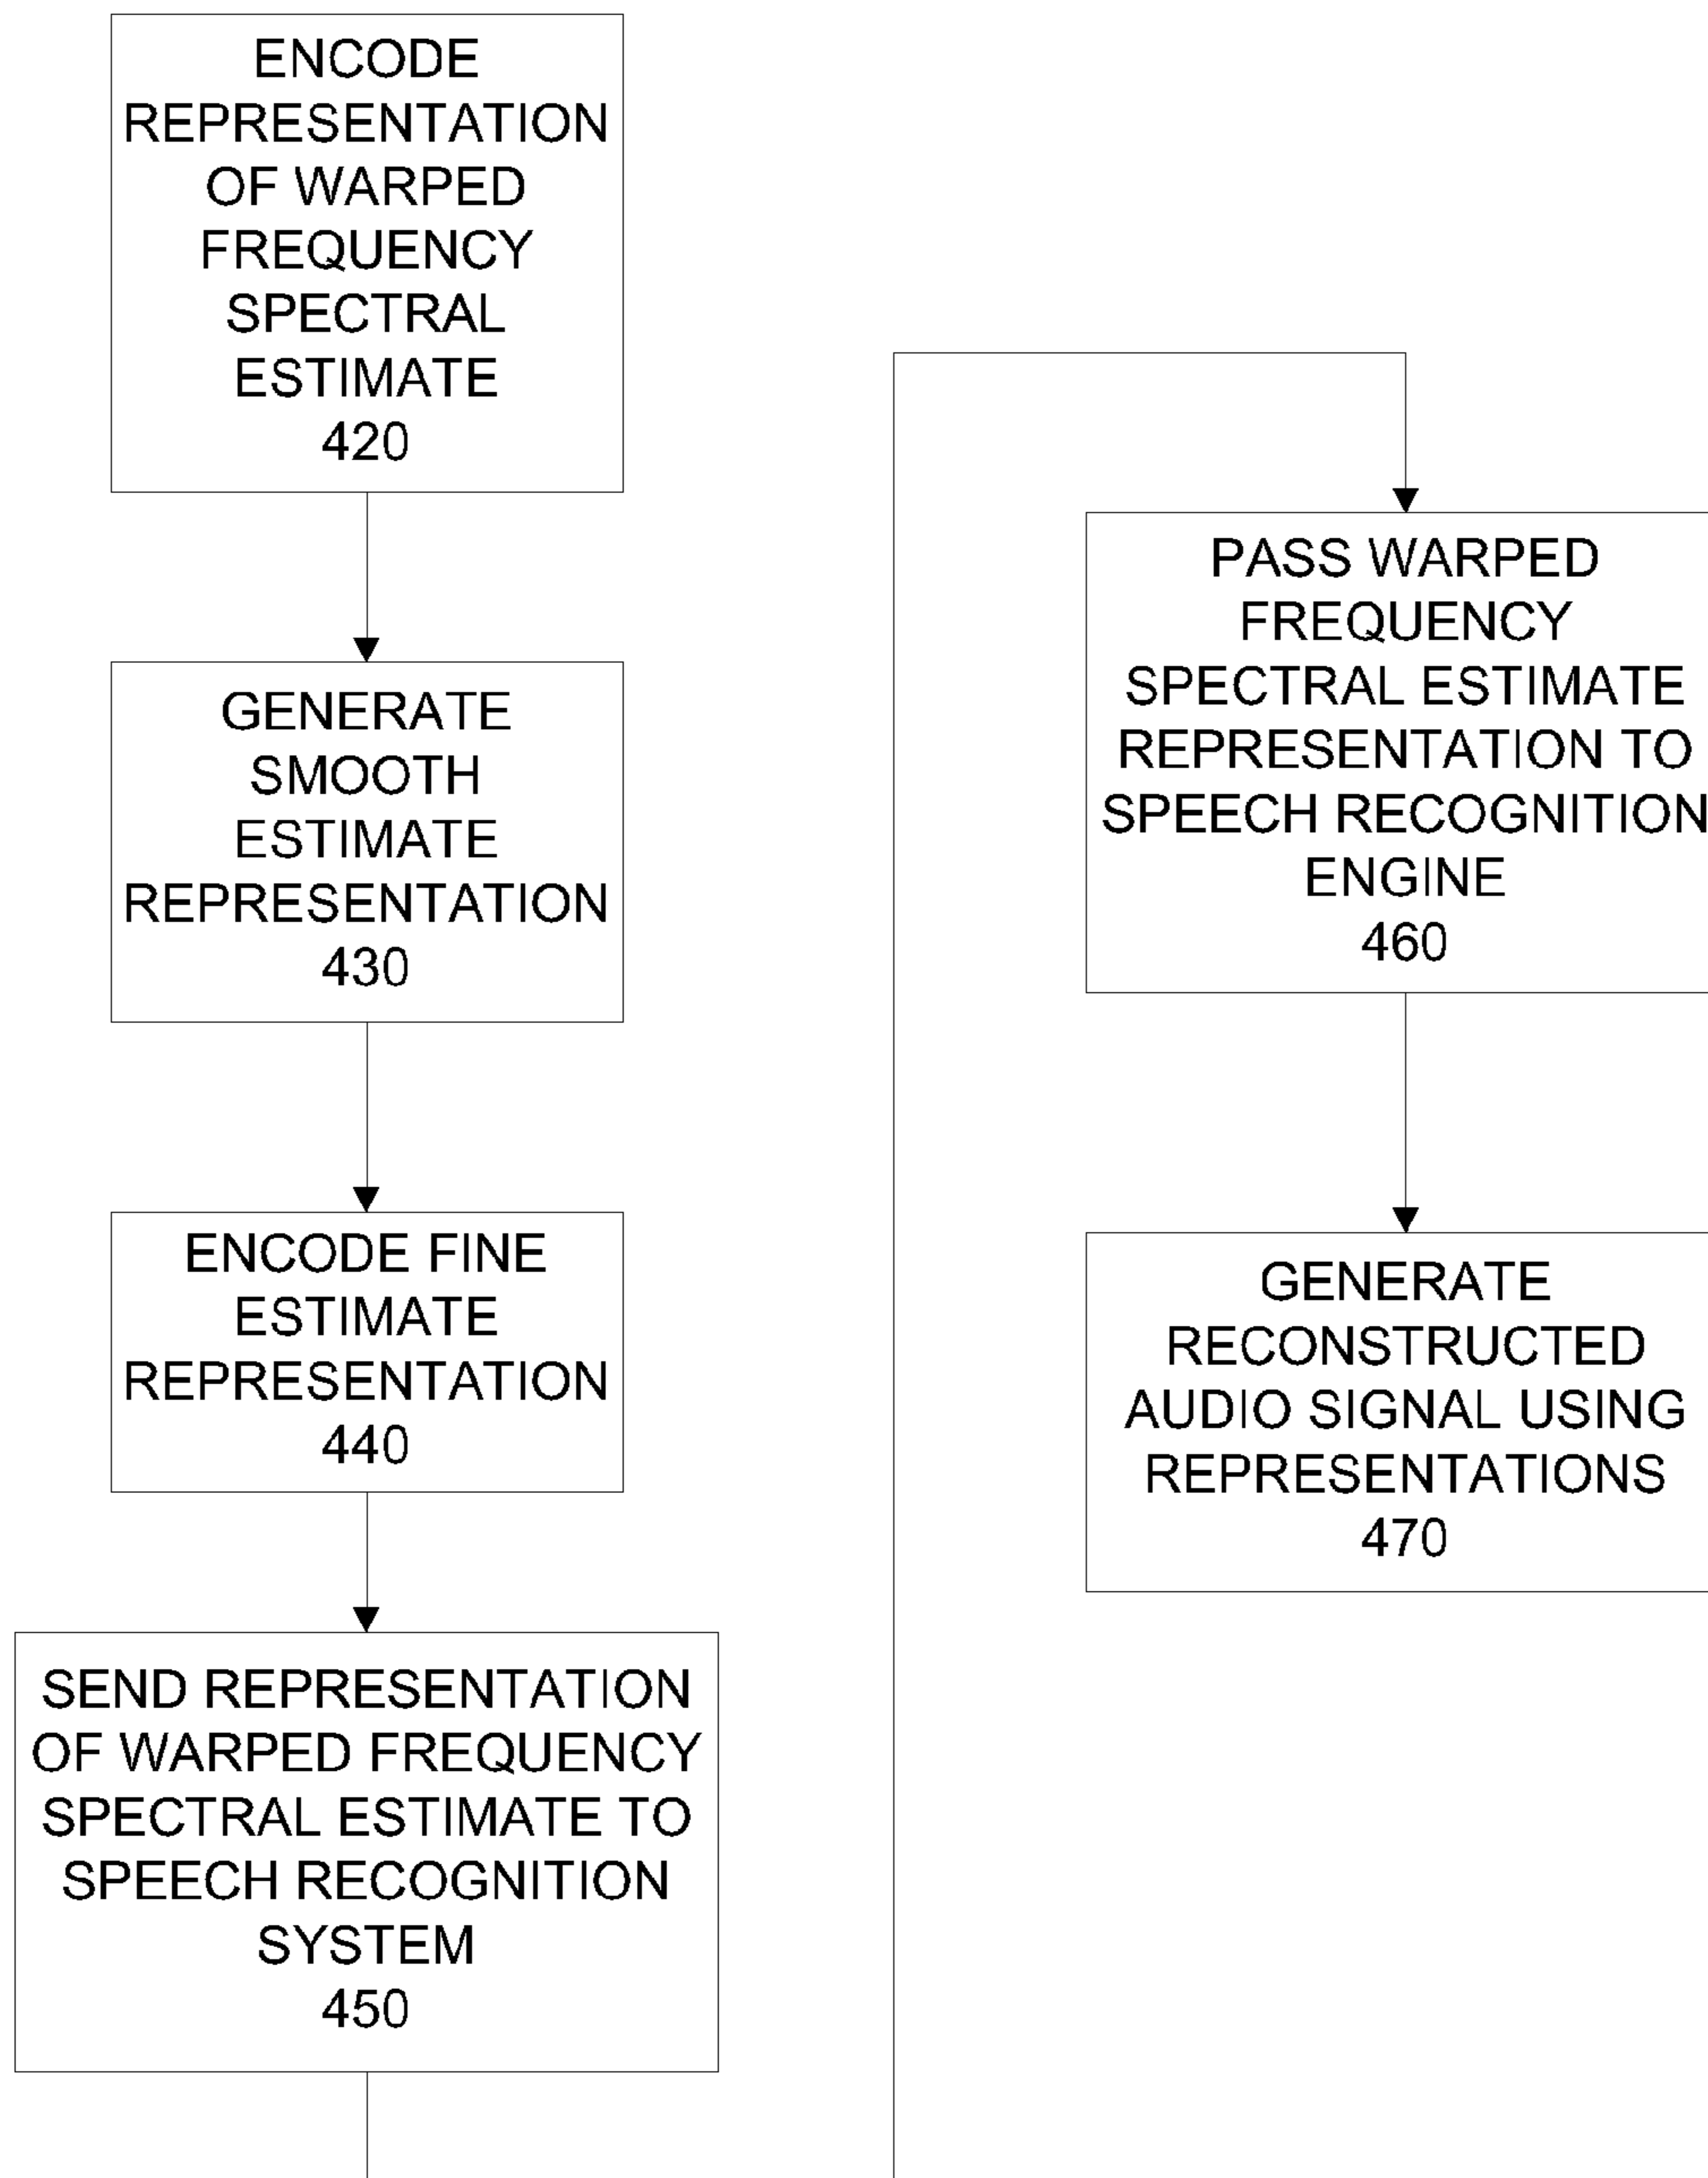 ENCODE
REPRESENTATION
OF WARPED
FREQUENCY
SPECTRAL
ESTIMATE
420
GENERATE
SMOOTH
ESTIMATE
REPRESENTATION
430
ENCODE FINE
ESTIMATE
REPRESENTATION
440
SEND REPRESENTATION
OF WARPED FREQUENCY
SPECTRAL ESTIMATE TO
SPEECH RECOGNITION
SYSTEM
450
PASS WARPED
FREQUENCY
SPECTRAL ESTIMATE
REPRESENTATION TO
SPEECH RECOGNITION
ENGINE
460
GENERATE
RECONSTRUCTED
AUDIO SIGNAL USING
REPRESENTATIONS
470